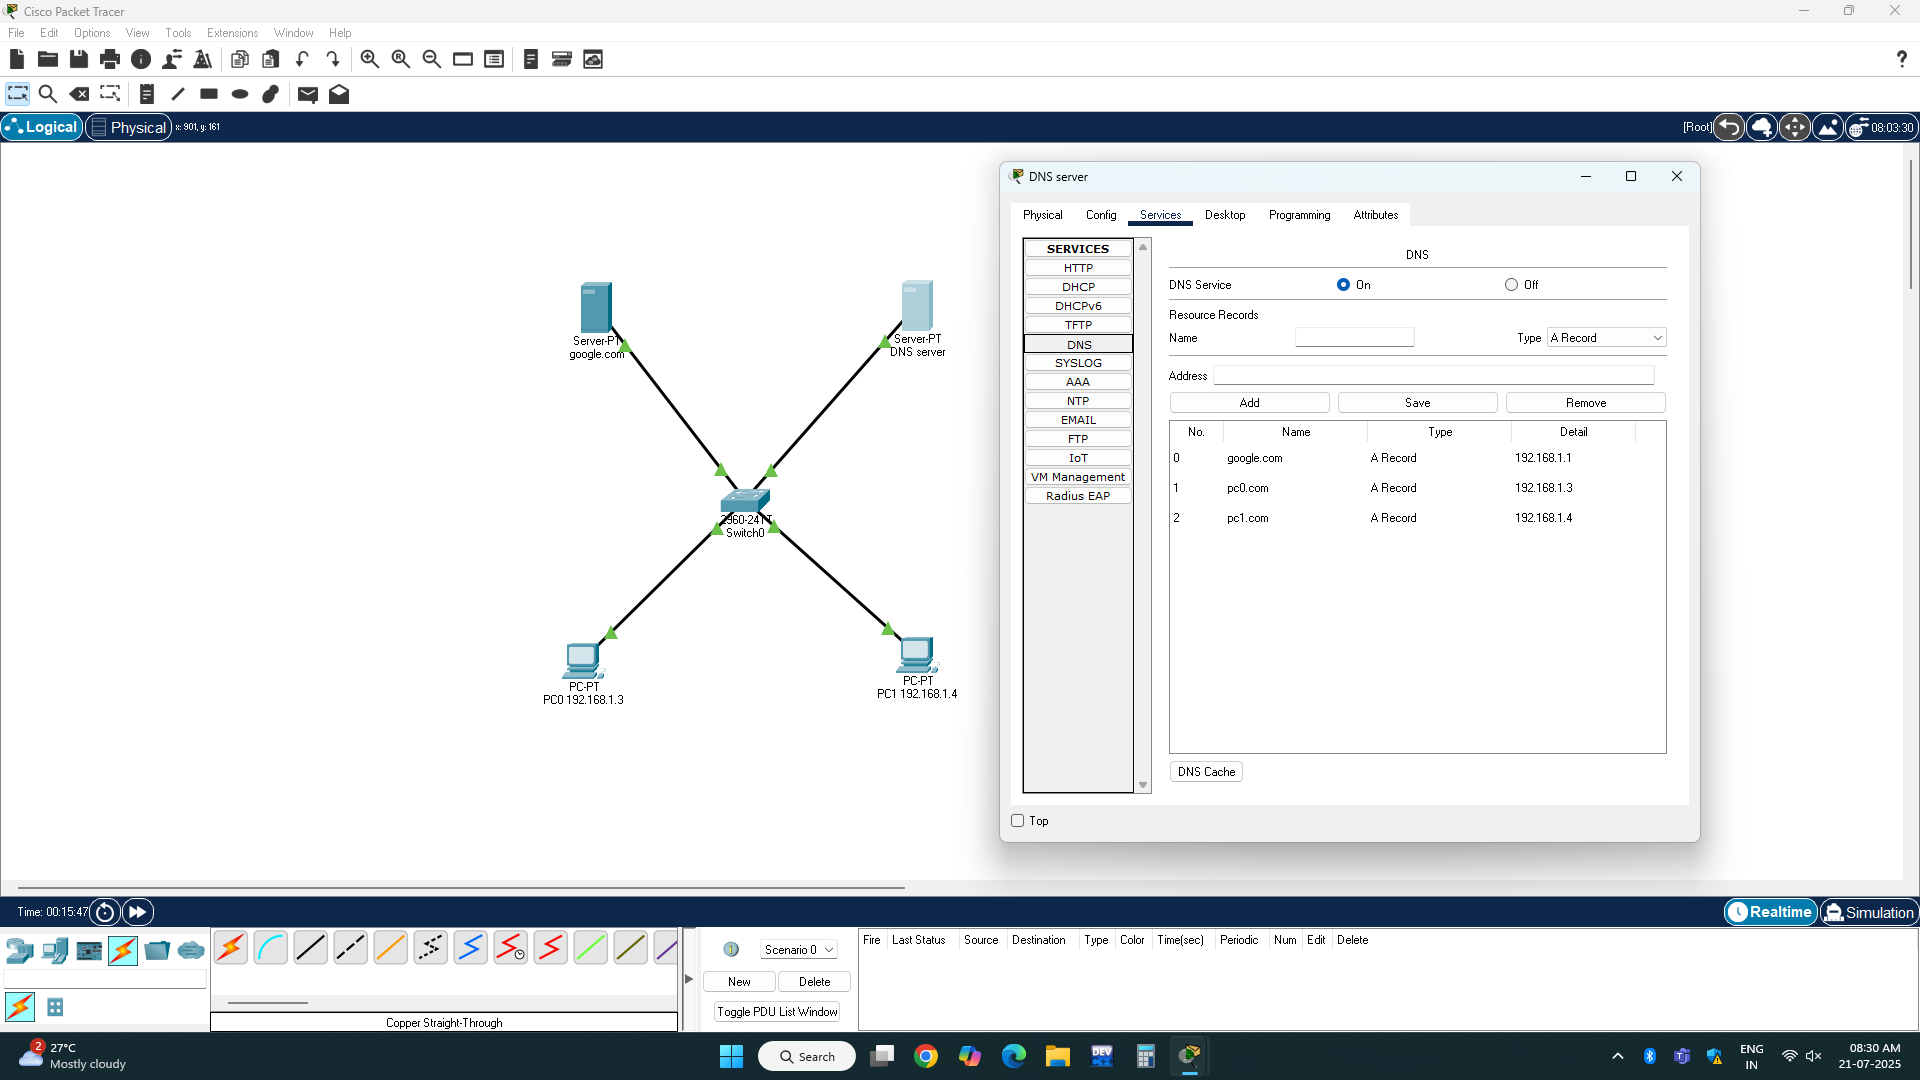 Cisco Packet Tracer
File Edit Options View Tools Extensions Window Help
Logical Physical x: 901, y: 161 [Root] 08:03:30
Server-PT
google.com
Server-PT
DNS server
2960-24TT
Switch0
PC-PT
PC0 192.168.1.3
PC-PT
PC1 192.168.1.4
DNS server
Physical Config Services Desktop Programming Attributes
SERVICES
HTTP
DHCP
DHCPv6
TFTP
DNS
SYSLOG
AAA
NTP
EMAIL
FTP
IoT
VM Management
Radius EAP
DNS
DNS Service On Off
Resource Records
Name Type A Record
Address
Add Save Remove
No. Name Type Detail
0 google.com A Record 192.168.1.1
1 pc0.com A Record 192.168.1.3
2 pc1.com A Record 192.168.1.4
DNS Cache
Top
Time: 00:15:47 Realtime Simulation
Scenario 0
New Delete
Toggle PDU List Window
Fire Last Status Source Destination Type Color Time(sec) Periodic Num Edit Delete
Copper Straight-Through
2
27°C
Mostly cloudy
Search
DEV
ENG
IN
08:30 AM
21-07-2025